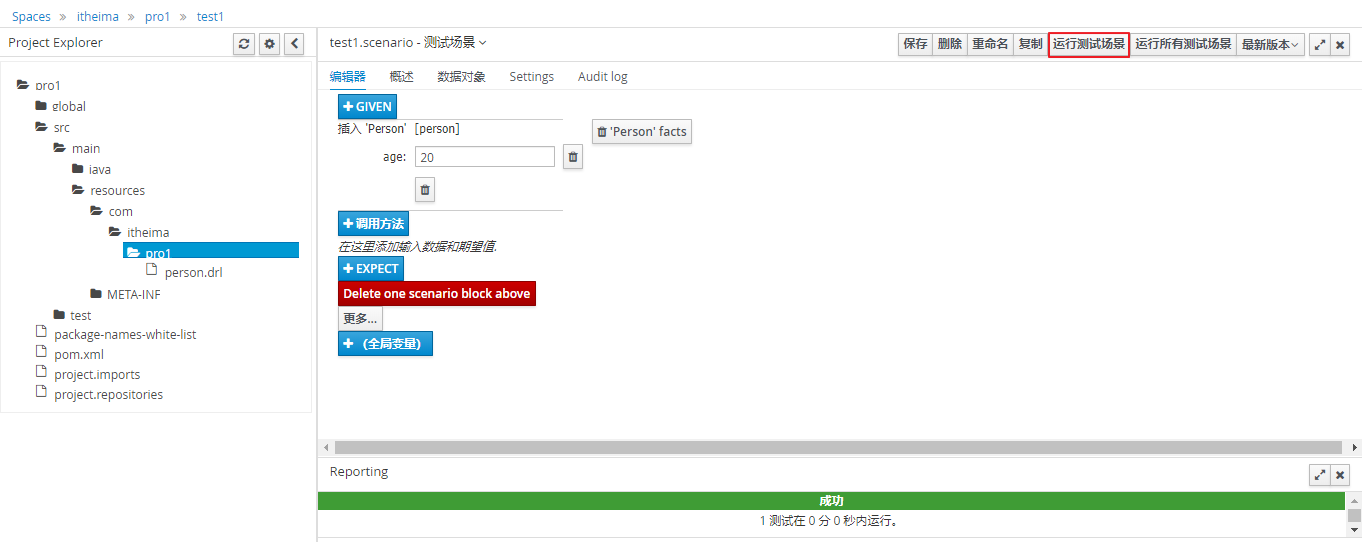 Spaces » itheima » pro1 » test1
Project Explorer
pro1
global
src
main
java
resources
com
itheima
pro1
person.drl
META-INF
test
package-names-white-list
pom.xml
project.imports
project.repositories
test1.scenario - 测试场景
保存 删除 重命名 复制 运行测试场景 运行所有测试场景 最新版本
编辑器 概述 数据对象 Settings Audit log
+ GIVEN
插入 'Person' [person]
'Person' facts
age: 20
+ 调用方法
在这里添加输入数据和期望值.
+ EXPECT
Delete one scenario block above
更多...
+ （全局变量）
Reporting
成功
1 测试在 0 分 0 秒内运行。